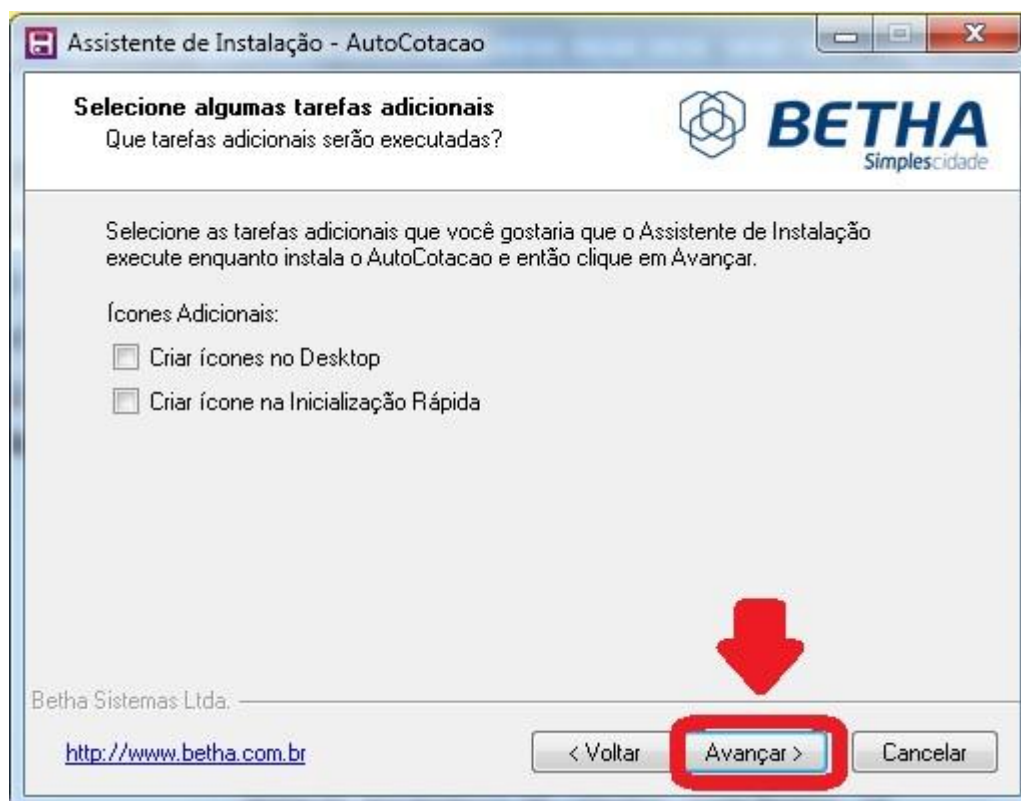 Assistente de Instalação - AutoCotacao
Selecione algumas tarefas adicionais
Que tarefas adicionais serão executadas?
BETHA
Simplescidade
Selecione as tarefas adicionais que você gostaria que o Assistente de Instalação
execute enquanto instala o AutoCotacao e então clique em Avançar.
Ícones Adicionais:
Criar ícones no Desktop
Criar ícone na Inicialização Rápida
Betha Sistemas Ltda.
http://www.betha.com.br
< Voltar
Avançar >
Cancelar